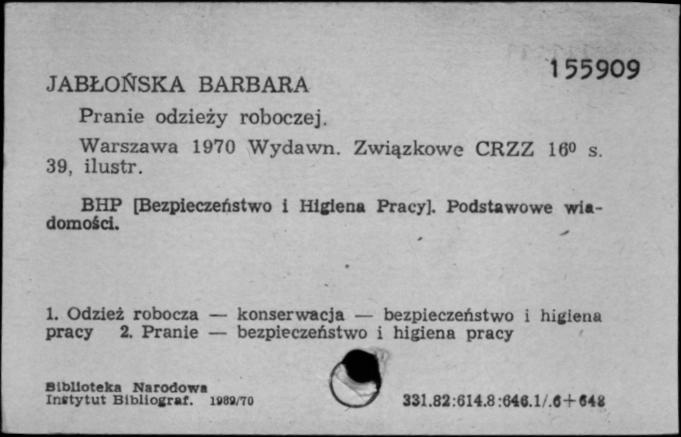 155909
JABŁOŃSKA BARBARA
Pranie odzieży roboczej.
Warszawa 1970 Wydawn. Związkowe CRZZ 16⁰ s.
39, ilustr.
BHP [Bezpieczeństwo i Higiena Pracy]. Podstawowe wia-
domości.
1. Odzież robocza — konserwacja — bezpieczeństwo i higiena
pracy 2. Pranie — bezpieczeństwo i higiena pracy
Biblioteka Narodowa
Instytut Bibliograf. 1989/70
331.82:614.8:646.1/.6+648